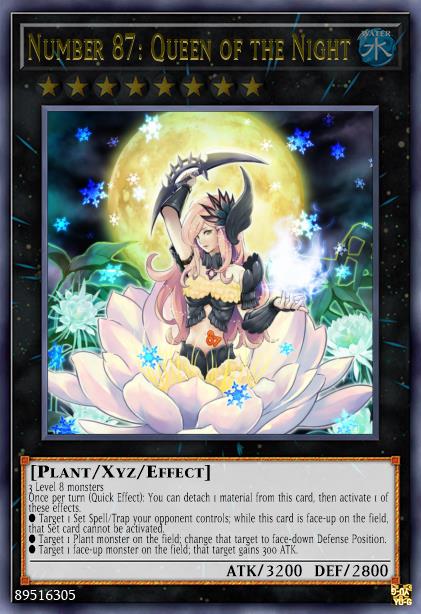 Number 87: Queen of the Night
WATER
水
87
[Plant/Xyz/Effect]
3 Level 8 monsters
Once per turn (Quick Effect): You can detach 1 material from this card, then activate 1 of
these effects.
● Target 1 Set Spell/Trap your opponent controls; while this card is face-up on the field,
that Set card cannot be activated.
● Target 1 Plant monster on the field; change that target to face-down Defense Position.
● Target 1 face-up monster on the field; that target gains 300 ATK.
ATK/3200 DEF/2800
89516305